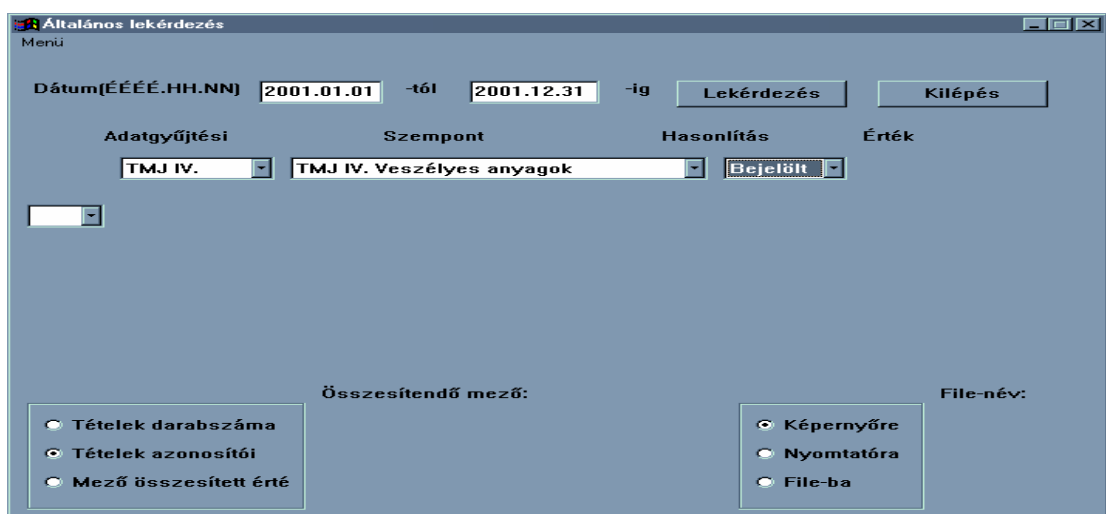 Általános lekérdezés
Menü
Dátum(ÉÉÉÉ.HH.NN) 2001.01.01 -tól 2001.12.31 -ig Lekérdezés Kilépés
Adatgyűjtési Szempont Hasonlítás Érték
TMJ IV. TMJ IV. Veszélyes anyagok Bejelölt
Összesítendő mező: File-név:
Tételek darabszáma Képernyőre
Tételek azonosítói Nyomtatóra
Mező összesített érté File-ba